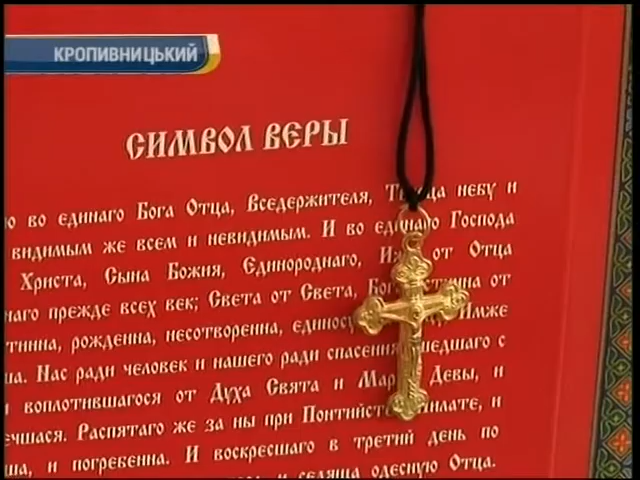 КРОПИВНИЦЬКИЙ
СИМВОЛ ВЕРЫ
во единаго Бога Отца, Вседержителя, Творца небу и
видимым же всем и невидимым. И во единаго Господа
Христа, Сына Божия, Единороднаго, от Отца
прежде всех век; Света от Света, Бога от
рожденна, несотворенна, Имже
Нас ради человек и нашего ради спасения с
воплотившагося от Духа Свята и Девы, и
Распятаго же за ны при Понтийстем Пилате, и
и погребенна. И воскресшаго в третий день по
и седяща одесную Отца.